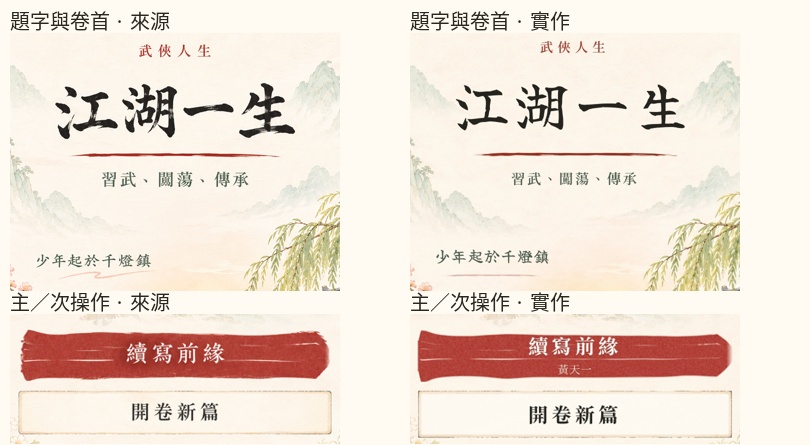 題字與卷首 · 來源
武俠人生
江湖一生
習武、闖蕩、傳承
少年起於千燈鎮
題字與卷首 · 實作
武俠人生
江湖一生
習武、闖蕩、傳承
少年起於千燈鎮
主／次操作 · 來源
續寫前緣
開卷新篇
主／次操作 · 實作
續寫前緣
黃天一
開卷新篇